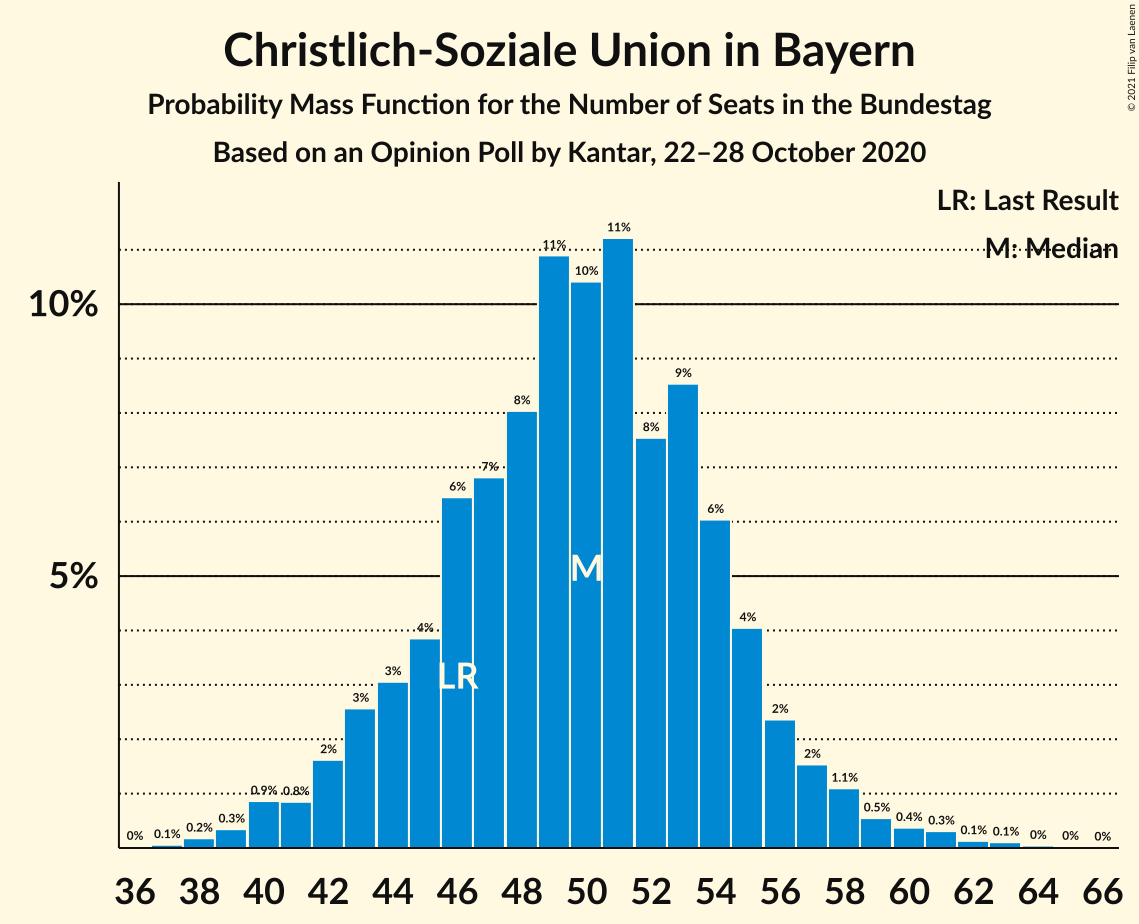 Christlich-Soziale Union in Bayern
Probability Mass Function for the Number of Seats in the Bundestag
Based on an Opinion Poll by Kantar, 22–28 October 2020
© 2021 Filip van Laenen
LR: Last Result
M: Median
10%
5%
0% 0.1% 0.2% 0.3% 0.9% 0.8% 2% 3% 3% 4% 6% 7% 8% 11% 10% 11% 8% 9% 6% 4% 2% 2% 1.1% 0.5% 0.4% 0.3% 0.1% 0.1% 0% 0% 0%
M
LR
36 38 40 42 44 46 48 50 52 54 56 58 60 62 64 66